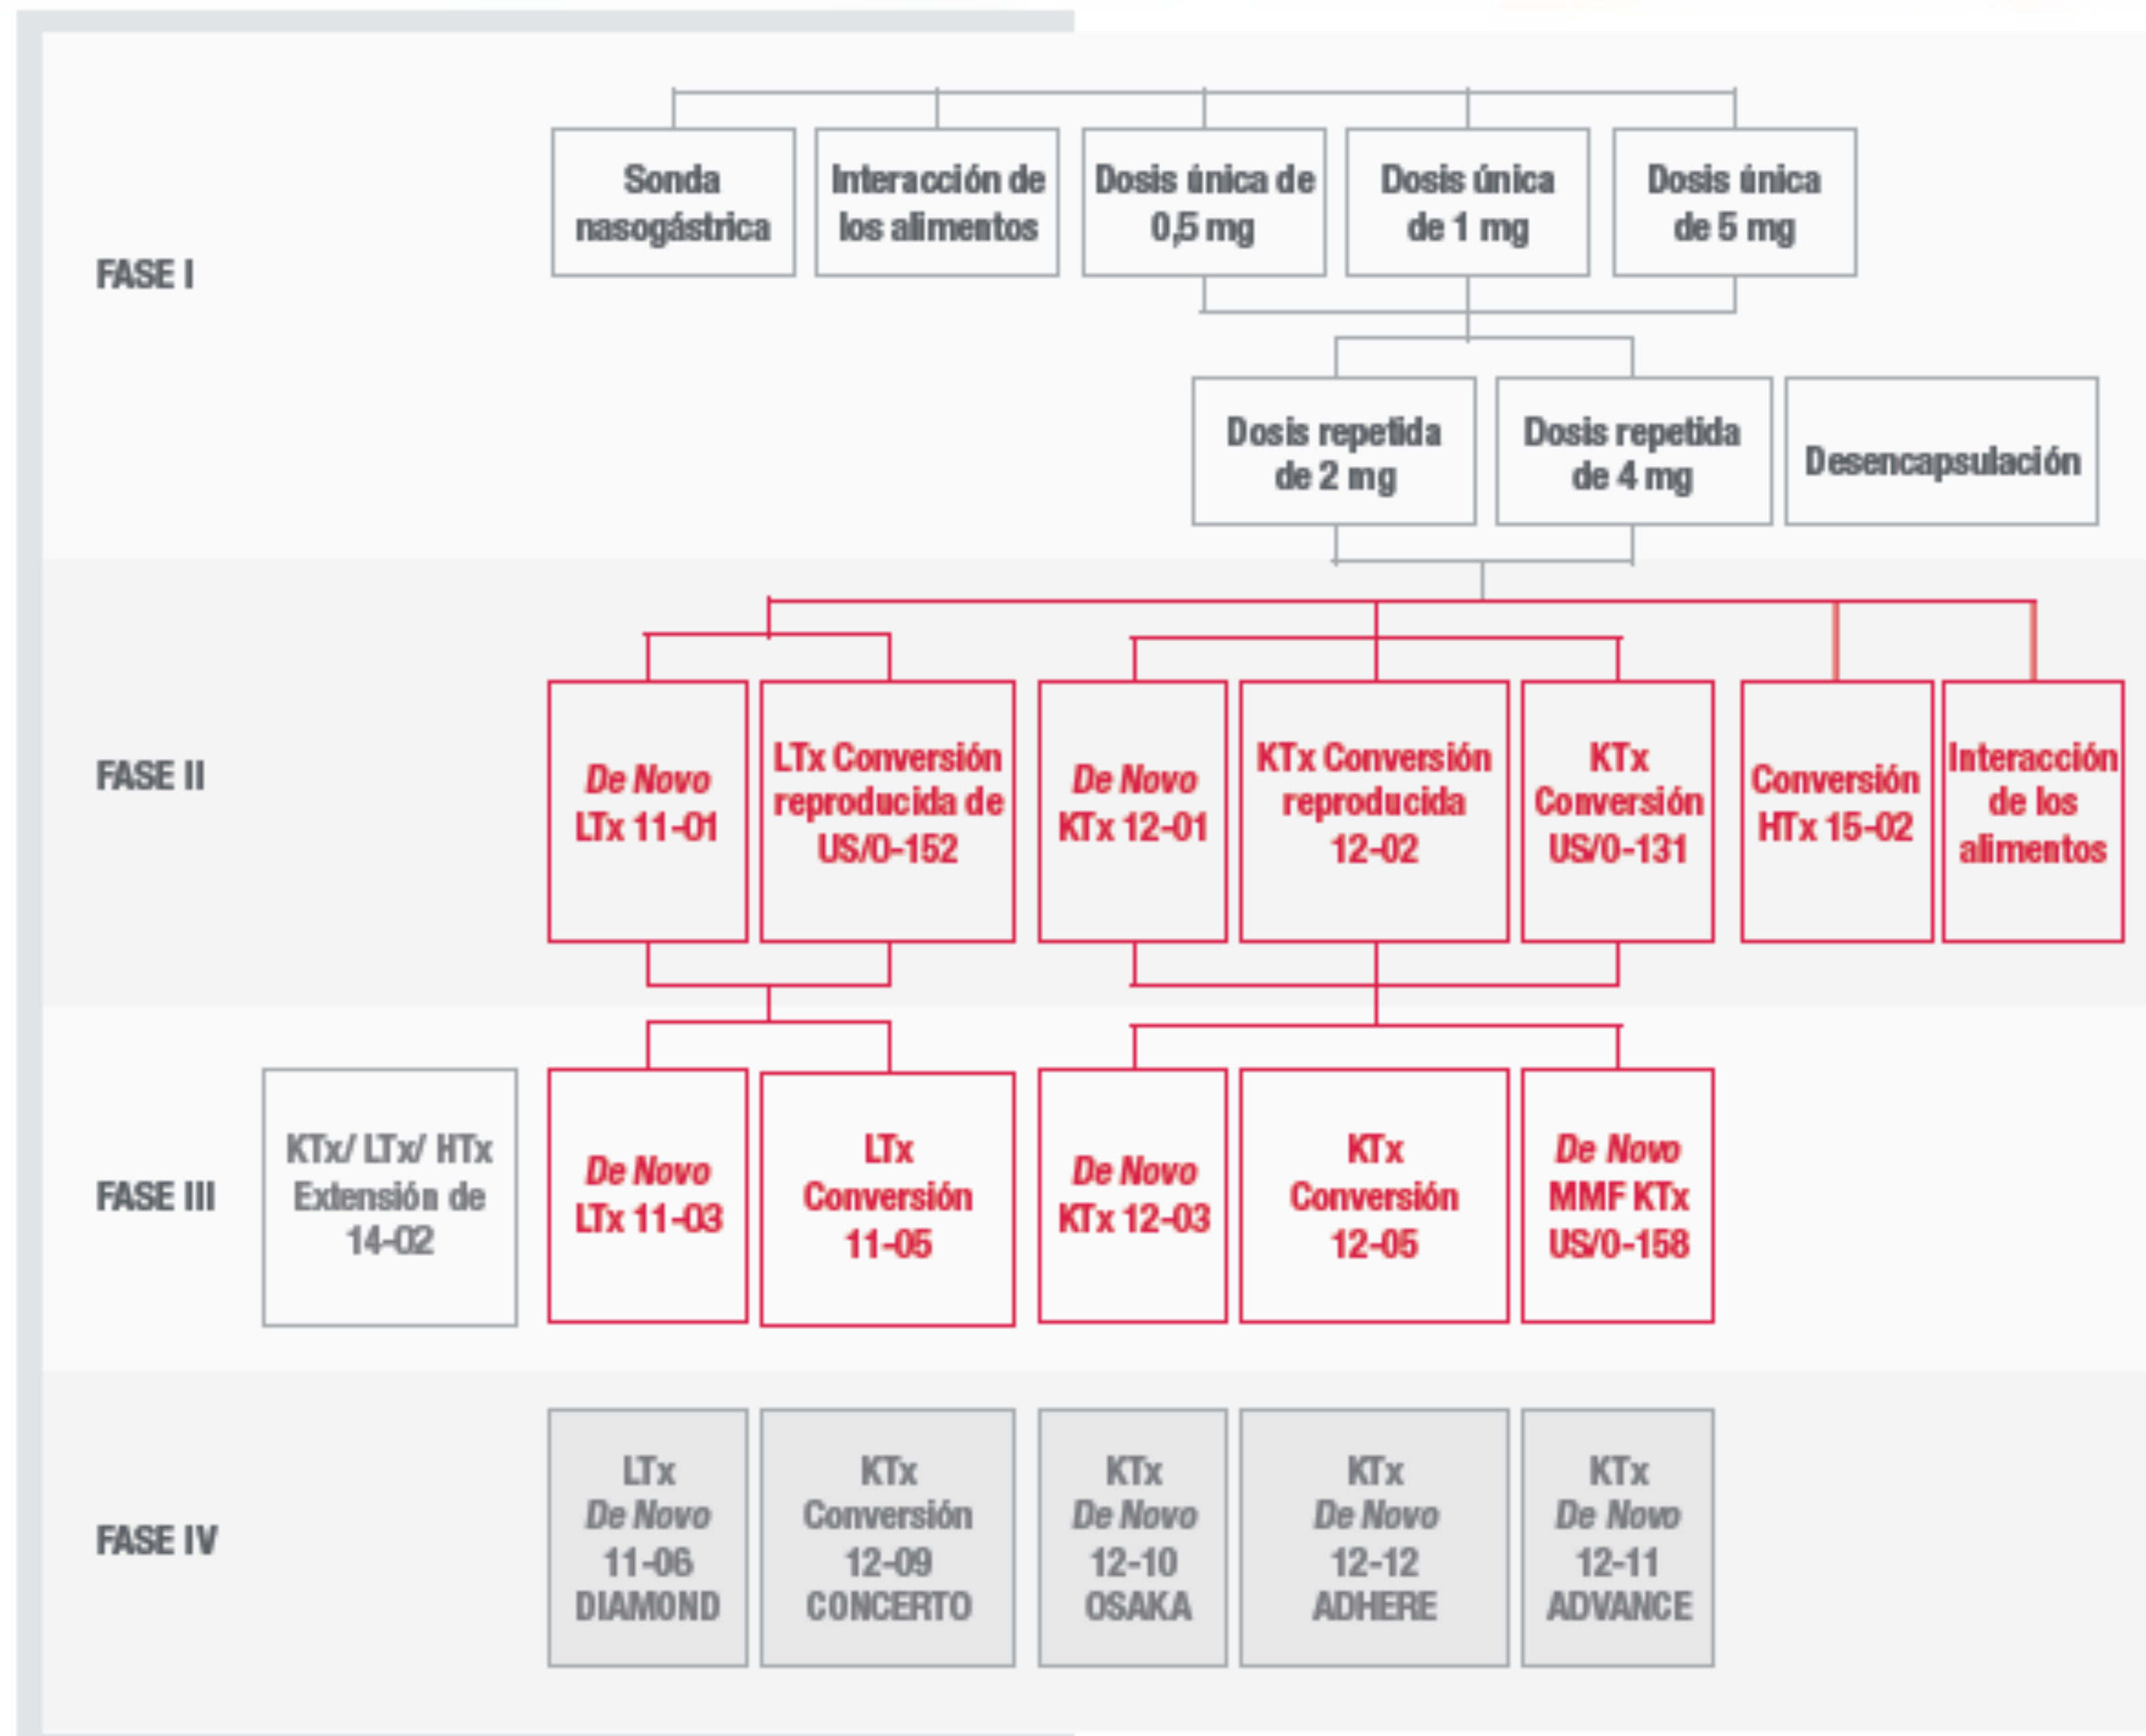 FASE I
Sonda
nasogástrica
Interacción de
los alimentos
Dosis única de
0,5 mg
Dosis única
de 1 mg
Dosis única
de 5 mg
Dosis repetida
de 2 mg
Dosis repetida
de 4 mg
Desencapsulación
FASE II
De Novo
LTx 11-01
LTx Conversión
reproducida de
US/0-152
De Novo
KTx 12-01
KTx Conversión
reproducida
12-02
KTx
Conversión
US/0-131
Conversión
HTx 15-02
Interacción
de los
alimentos
FASE III
KTx/ LTx/ HTx
Extensión de
14-02
De Novo
LTx 11-03
LTx
Conversión
11-05
De Novo
KTx 12-03
KTx
Conversión
12-05
De Novo
MMF KTx
US/0-158
FASE IV
LTx
De Novo
11-06
DIAMOND
KTx
Conversión
12-09
CONCERTO
KTx
De Novo
12-10
OSAKA
KTx
De Novo
12-12
ADHERE
KTx
De Novo
12-11
ADVANCE